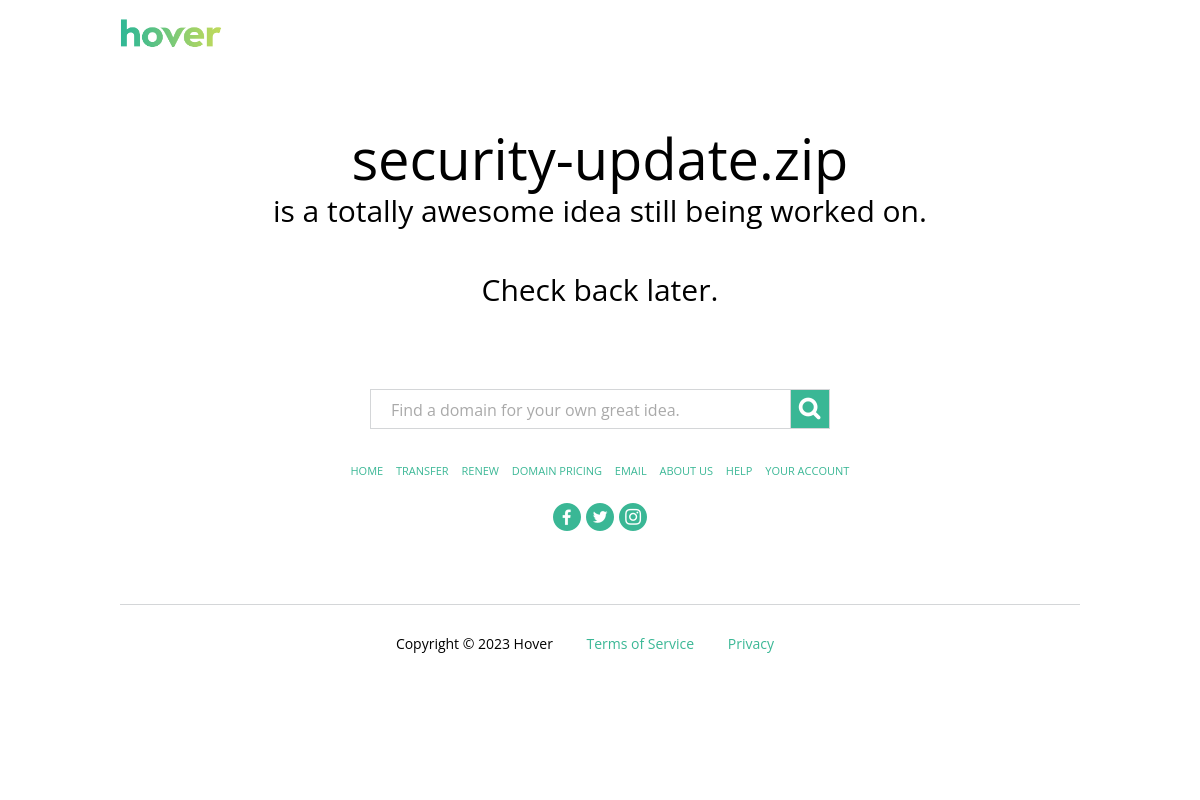 hover
security-update.zip
is a totally awesome idea still being worked on.
Check back later.
Find a domain for your own great idea.
HOME TRANSFER RENEW DOMAIN PRICING EMAIL ABOUT US HELP YOUR ACCOUNT
Copyright © 2023 Hover Terms of Service Privacy